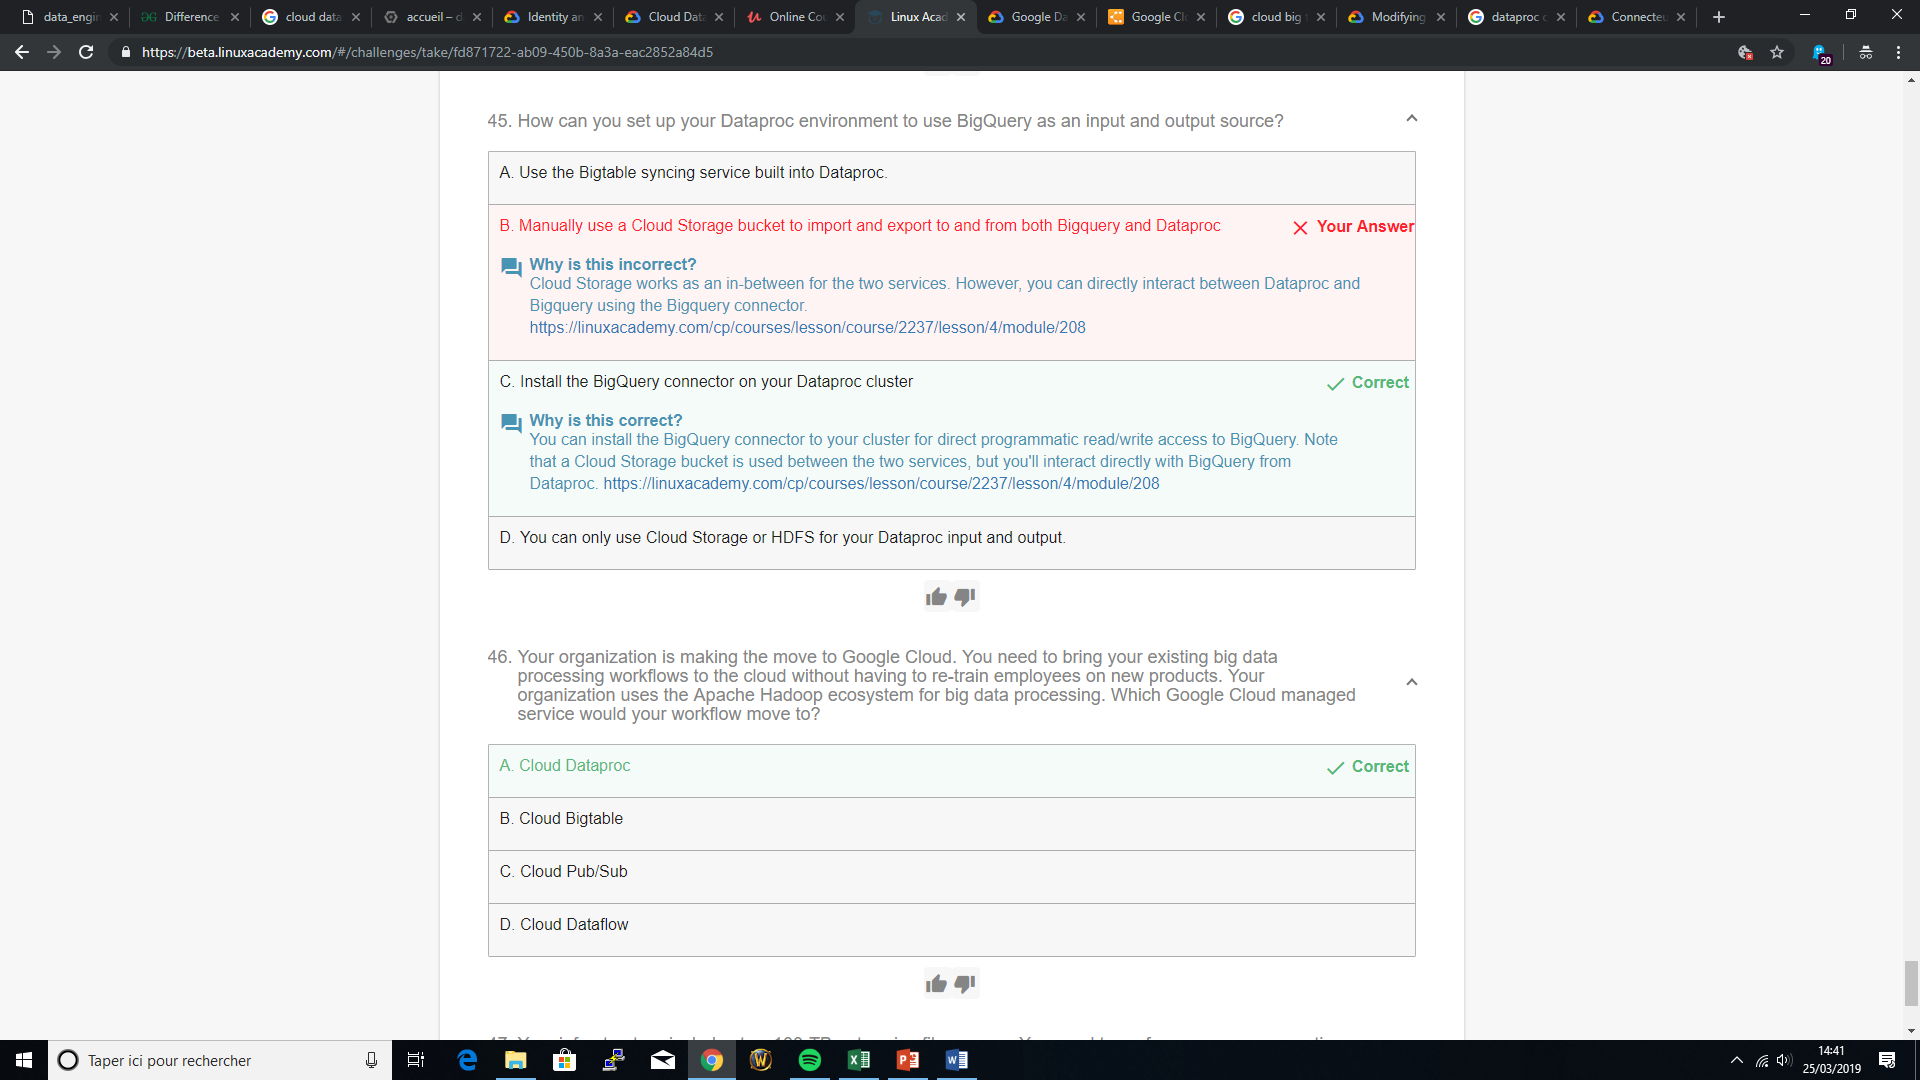 data_engin
Difference
cloud data
accueil – d
Identity an
Cloud Data
Online Cou
Linux Acad
Google Da
Google Clo
cloud big t
Modifying
dataproc c
Connecteu
https://beta.linuxacademy.com/#/challenges/take/fd871722-ab09-450b-8a3a-eac2852a84d5
20
45. How can you set up your Dataproc environment to use BigQuery as an input and output source?
A. Use the Bigtable syncing service built into Dataproc.
B. Manually use a Cloud Storage bucket to import and export to and from both Bigquery and Dataproc
Your Answer
Why is this incorrect?
Cloud Storage works as an in-between for the two services. However, you can directly interact between Dataproc and
Bigquery using the Bigquery connector.
https://linuxacademy.com/cp/courses/lesson/course/2237/lesson/4/module/208
C. Install the BigQuery connector on your Dataproc cluster
Correct
Why is this correct?
You can install the BigQuery connector to your cluster for direct programmatic read/write access to BigQuery. Note
that a Cloud Storage bucket is used between the two services, but you'll interact directly with BigQuery from
Dataproc. https://linuxacademy.com/cp/courses/lesson/course/2237/lesson/4/module/208
D. You can only use Cloud Storage or HDFS for your Dataproc input and output.
46. Your organization is making the move to Google Cloud. You need to bring your existing big data
processing workflows to the cloud without having to re-train employees on new products. Your
organization uses the Apache Hadoop ecosystem for big data processing. Which Google Cloud managed
service would your workflow move to?
A. Cloud Dataproc
Correct
B. Cloud Bigtable
C. Cloud Pub/Sub
D. Cloud Dataflow
Taper ici pour rechercher
14:41
25/03/2019